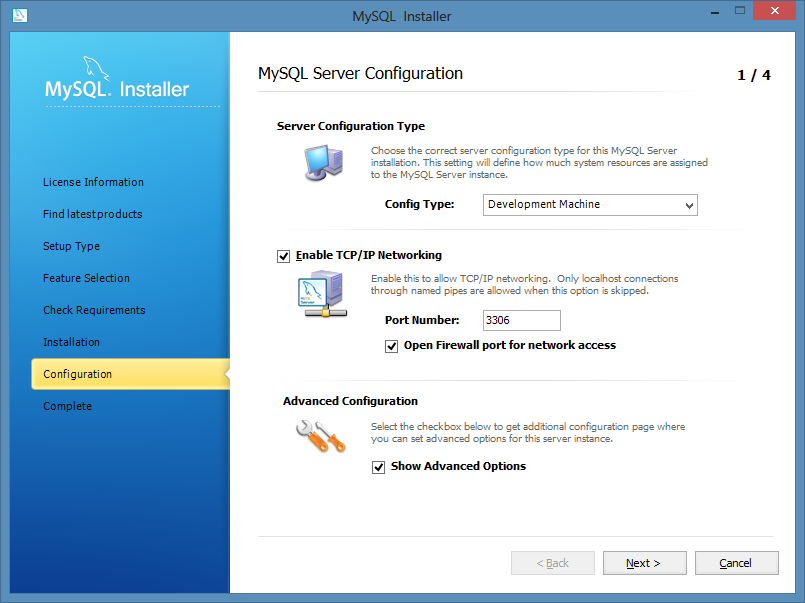 MySQL Installer
MySQL. Installer
License Information
Find latest products
Setup Type
Feature Selection
Check Requirements
Installation
Configuration
Complete
MySQL Server Configuration
1 / 4
Server Configuration Type
Choose the correct server configuration type for this MySQL Server
installation. This setting will define how much system resources are assigned
to the MySQL Server instance.
Config Type: Development Machine
Enable TCP/IP Networking
Enable this to allow TCP/IP networking. Only localhost connections
through named pipes are allowed when this option is skipped.
Port Number: 3306
Open Firewall port for network access
Advanced Configuration
Select the checkbox below to get additional configuration page where
you can set advanced options for this server instance.
Show Advanced Options
< Back Next > Cancel